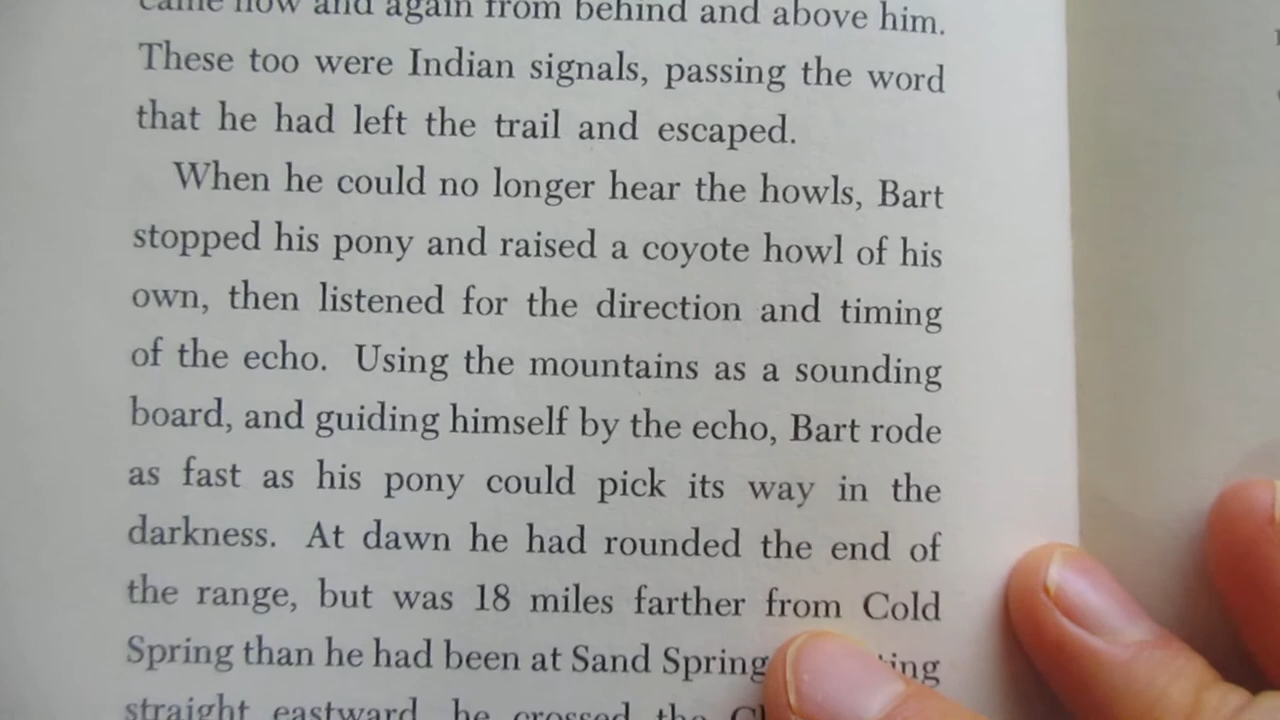 came now and again from behind and above him.
These too were Indian signals, passing the word
that he had left the trail and escaped.
When he could no longer hear the howls, Bart
stopped his pony and raised a coyote howl of his
own, then listened for the direction and timing
of the echo. Using the mountains as a sounding
board, and guiding himself by the echo, Bart rode
as fast as his pony could pick its way in the
darkness. At dawn he had rounded the end of
the range, but was 18 miles farther from Cold
Spring than he had been at Sand Spring
straight eastward he crossed the